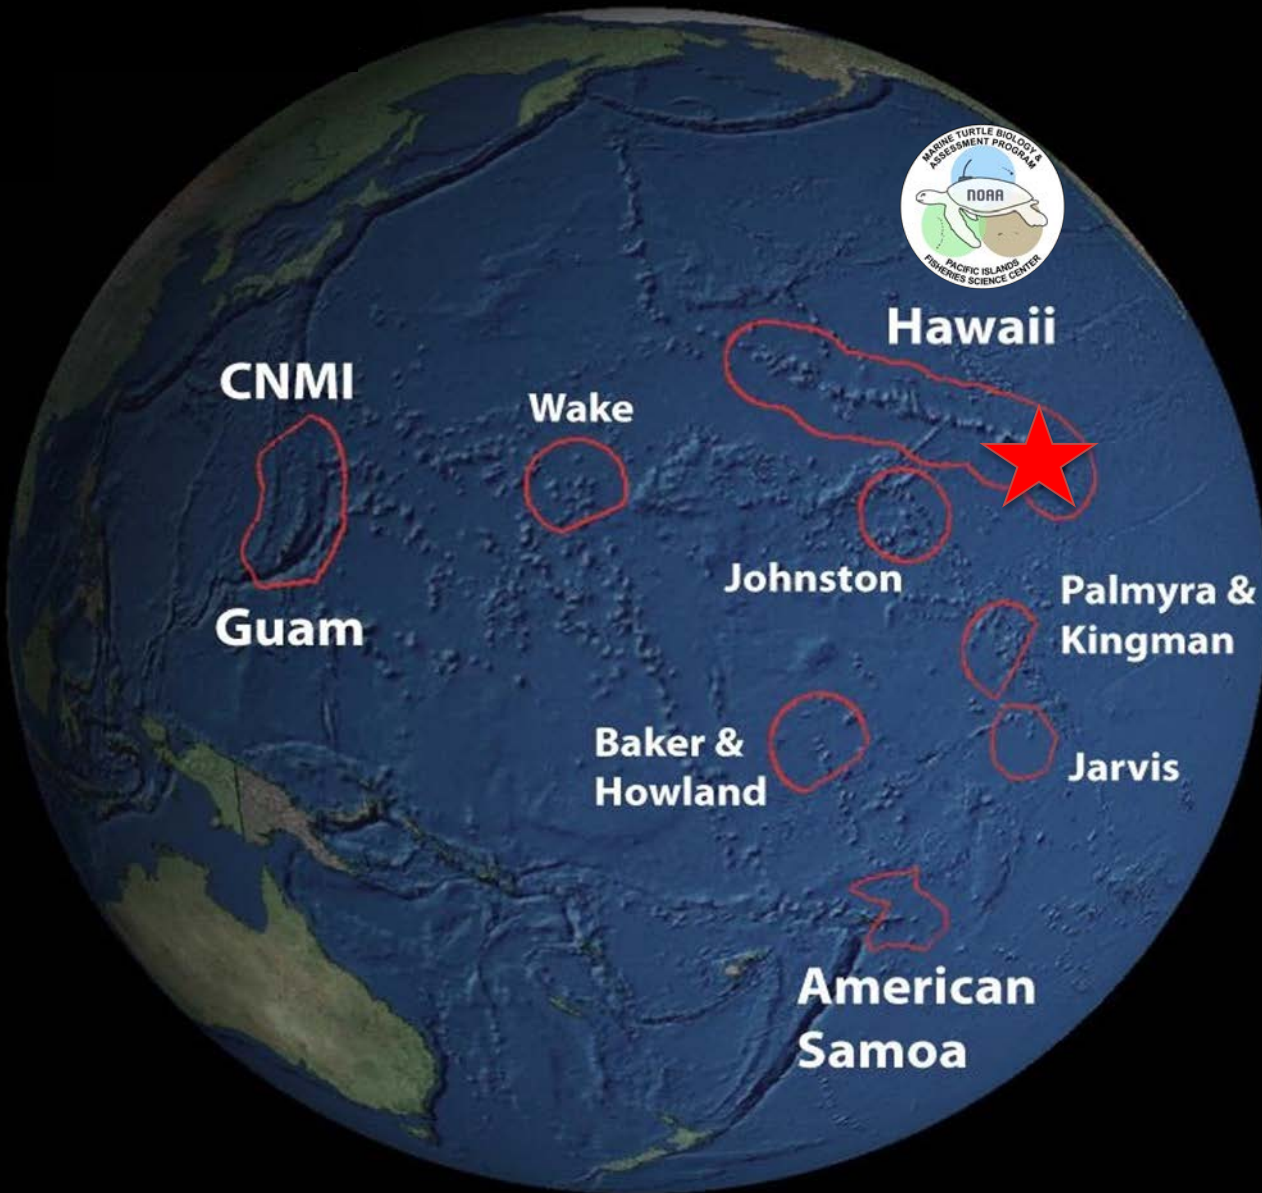 MARINE TURTLE BIOLOGY &
ASSESSMENT PROGRAM
NOAA
PACIFIC ISLANDS
FISHERIES SCIENCE CENTER
Hawaii
CNMI
Wake
Johnston
Palmyra &
Kingman
Guam
Baker &
Howland
Jarvis
American
Samoa